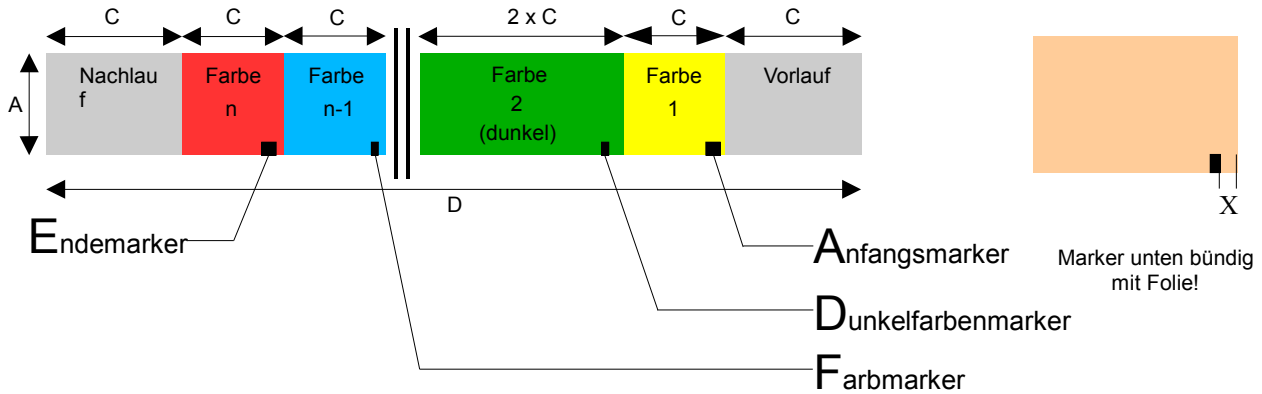 C C C 2 x C C C
Nachlau
f
Farbe
n
Farbe
n-1
Farbe
2
(dunkel)
Farbe
1
Vorlauf
A
D
X
Endemarker
Anfangsmarker
Dunkelfarbenmarker
Farbmarker
Marker unten bündig
mit Folie!